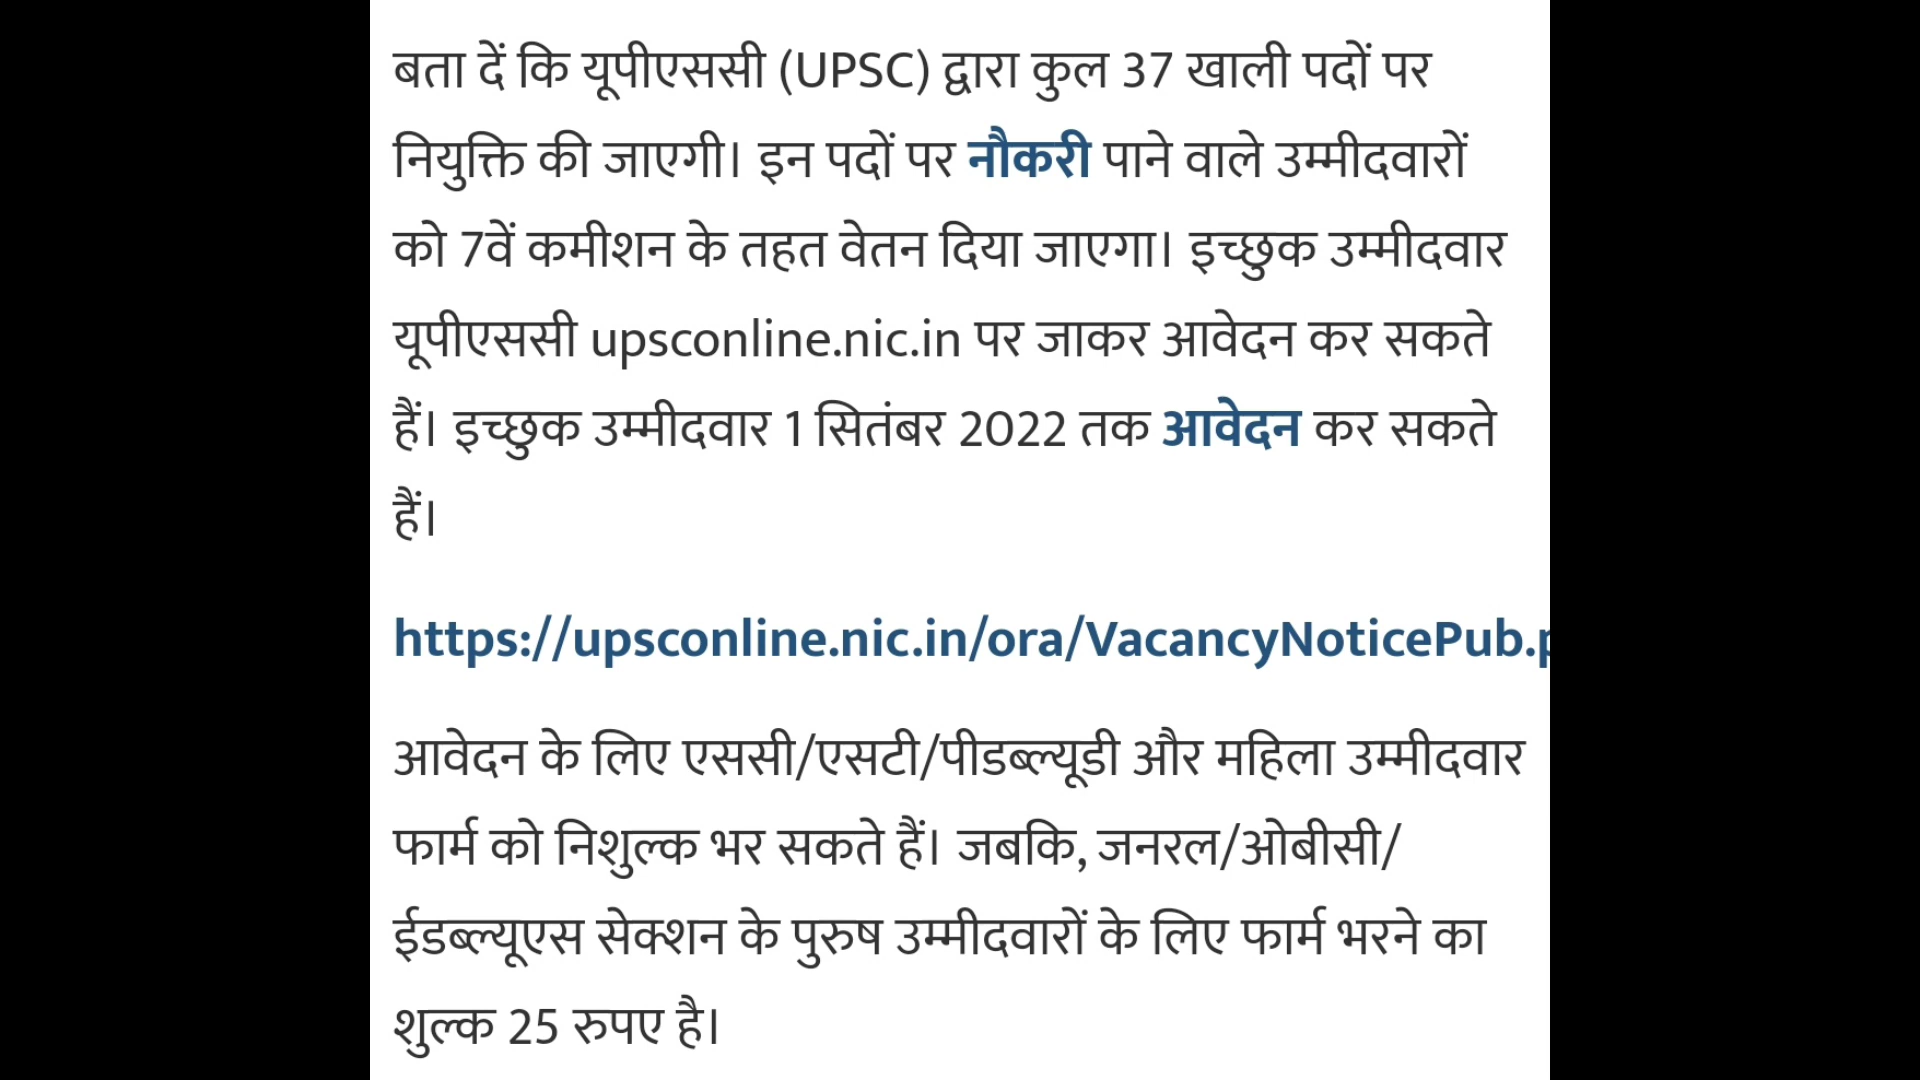 बता दें कि यूपीएससी (UPSC) द्वारा कुल 37 खाली पदों पर
नियुक्ति की जाएगी। इन पदों पर नौकरी पाने वाले उम्मीदवारों
को 7वें कमीशन के तहत वेतन दिया जाएगा। इच्छुक उम्मीदवार
यूपीएससी upsconline.nic.in पर जाकर आवेदन कर सकते
हैं। इच्छुक उम्मीदवार 1 सितंबर 2022 तक आवेदन कर सकते
हैं।
https://upsconline.nic.in/ora/VacancyNoticePub.p
आवेदन के लिए एससी/एसटी/पीडब्ल्यूडी और महिला उम्मीदवार
फार्म को निशुल्क भर सकते हैं। जबकि, जनरल/ओबीसी/
ईडब्ल्यूएस सेक्शन के पुरुष उम्मीदवारों के लिए फार्म भरने का
शुल्क 25 रुपए है।